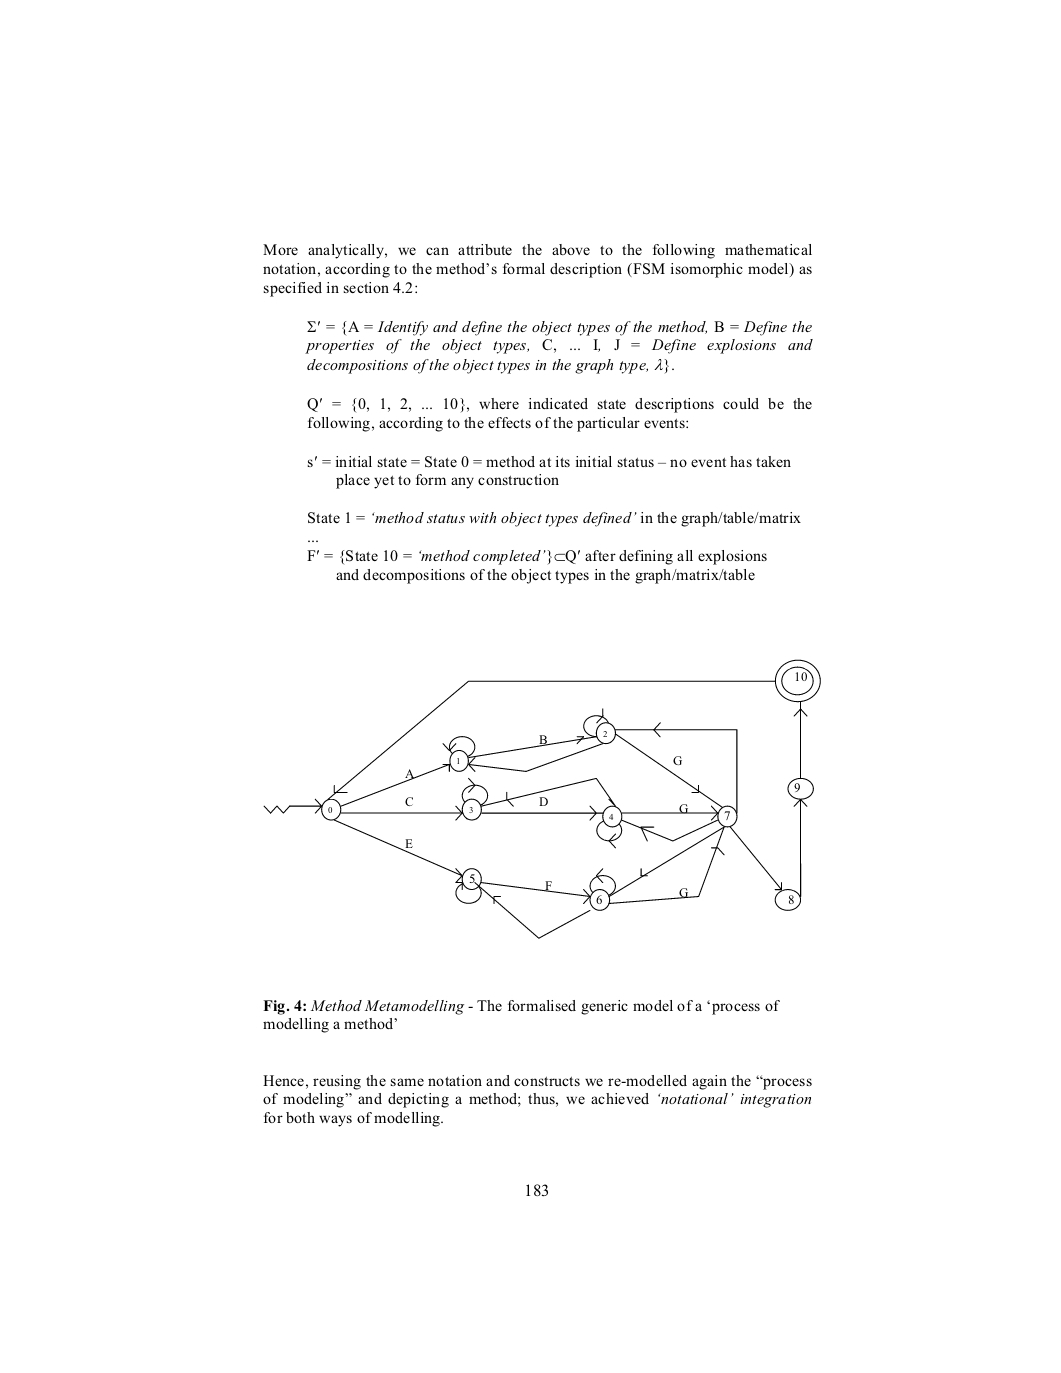 More analytically, we can attribute the above to the following mathematical
notation, according to the method's formal description (FSM isomorphic model) as
specified in section 4.2:
Σ′ = {A = Identify and define the object types of the method, B = Define the
properties of the object types, C, ... I, J = Define explosions and
decompositions of the object types in the graph type, λ}.
Q′ = {0, 1, 2, ... 10}, where indicated state descriptions could be the
following, according to the effects of the particular events:
s′ = initial state = State 0 = method at its initial status – no event has taken
place yet to form any construction
State 1 = ‘method status with object types defined’ in the graph/table/matrix
...
F′ = {State 10 = ‘method completed’}⊂Q′ after defining all explosions
and decompositions of the object types in the graph/matrix/table
10
2
B
1
G
A
9
C
D
0
3
G
4
7
E
5
F
G
6
8
Fig. 4: Method Metamodelling - The formalised generic model of a ‘process of
modelling a method’
Hence, reusing the same notation and constructs we re-modelled again the “process
of modeling” and depicting a method; thus, we achieved ‘notational’ integration
for both ways of modelling.
183